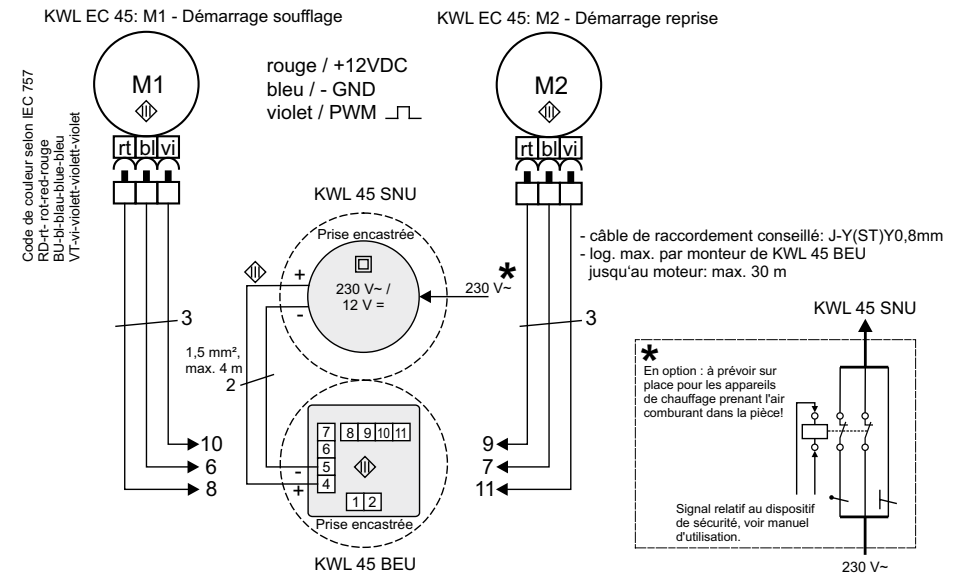 KWL EC 45: M1 - Démarrage soufflage
KWL EC 45: M2 - Démarrage reprise
M1
M2
rouge / +12VDC
bleu / - GND
violet / PWM
Code de couleur selon IEC 757
RD-rt- rot-red-rouge
BU-bl-blau-blue-bleu
VT-vi-violett-violett-violet
rt bl vi
rt bl vi
KWL 45 SNU
Prise encastrée
230 V~ /
12 V =
+
-
*
230 V~
- câble de raccordement conseillé: J-Y(ST)Y0,8mm
- log. max. par monteur de KWL 45 BEU
jusqu'au moteur: max. 30 m
3
3
1,5 mm²,
max. 4 m
2
10
6
8
7 8 9 10 11
6
5
4
1 2
-
+
Prise encastrée
KWL 45 BEU
9
7
11
KWL 45 SNU
*
En option : à prévoir sur
place pour les appareils
de chauffage prenant l'air
comburant dans la pièce!
Signal relatif au dispositif
de sécurité, voir manuel
d'utilisation.
230 V~